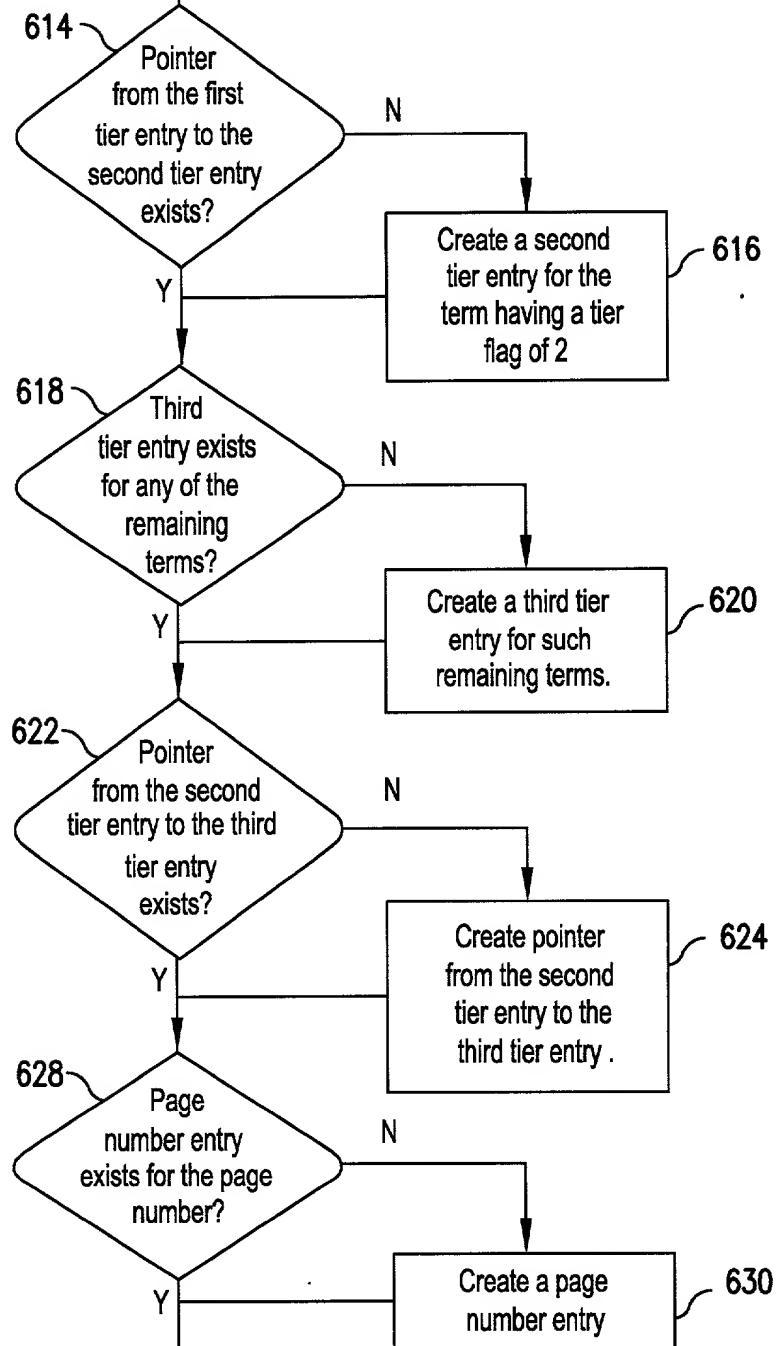 614
Pointer
from the first
tier entry to the
second tier entry
exists?
N
Y
Create a second
tier entry for the
term having a tier
flag of 2
616
618
Third
tier entry exists
for any of the
remaining
terms?
N
Y
Create a third tier
entry for such
remaining terms.
620
622
Pointer
from the second
tier entry to the third
tier entry
exists?
N
Y
Create pointer
from the second
tier entry to the
third tier entry .
624
628
Page
number entry
exists for the page
number?
N
Y
Create a page
number entry
630